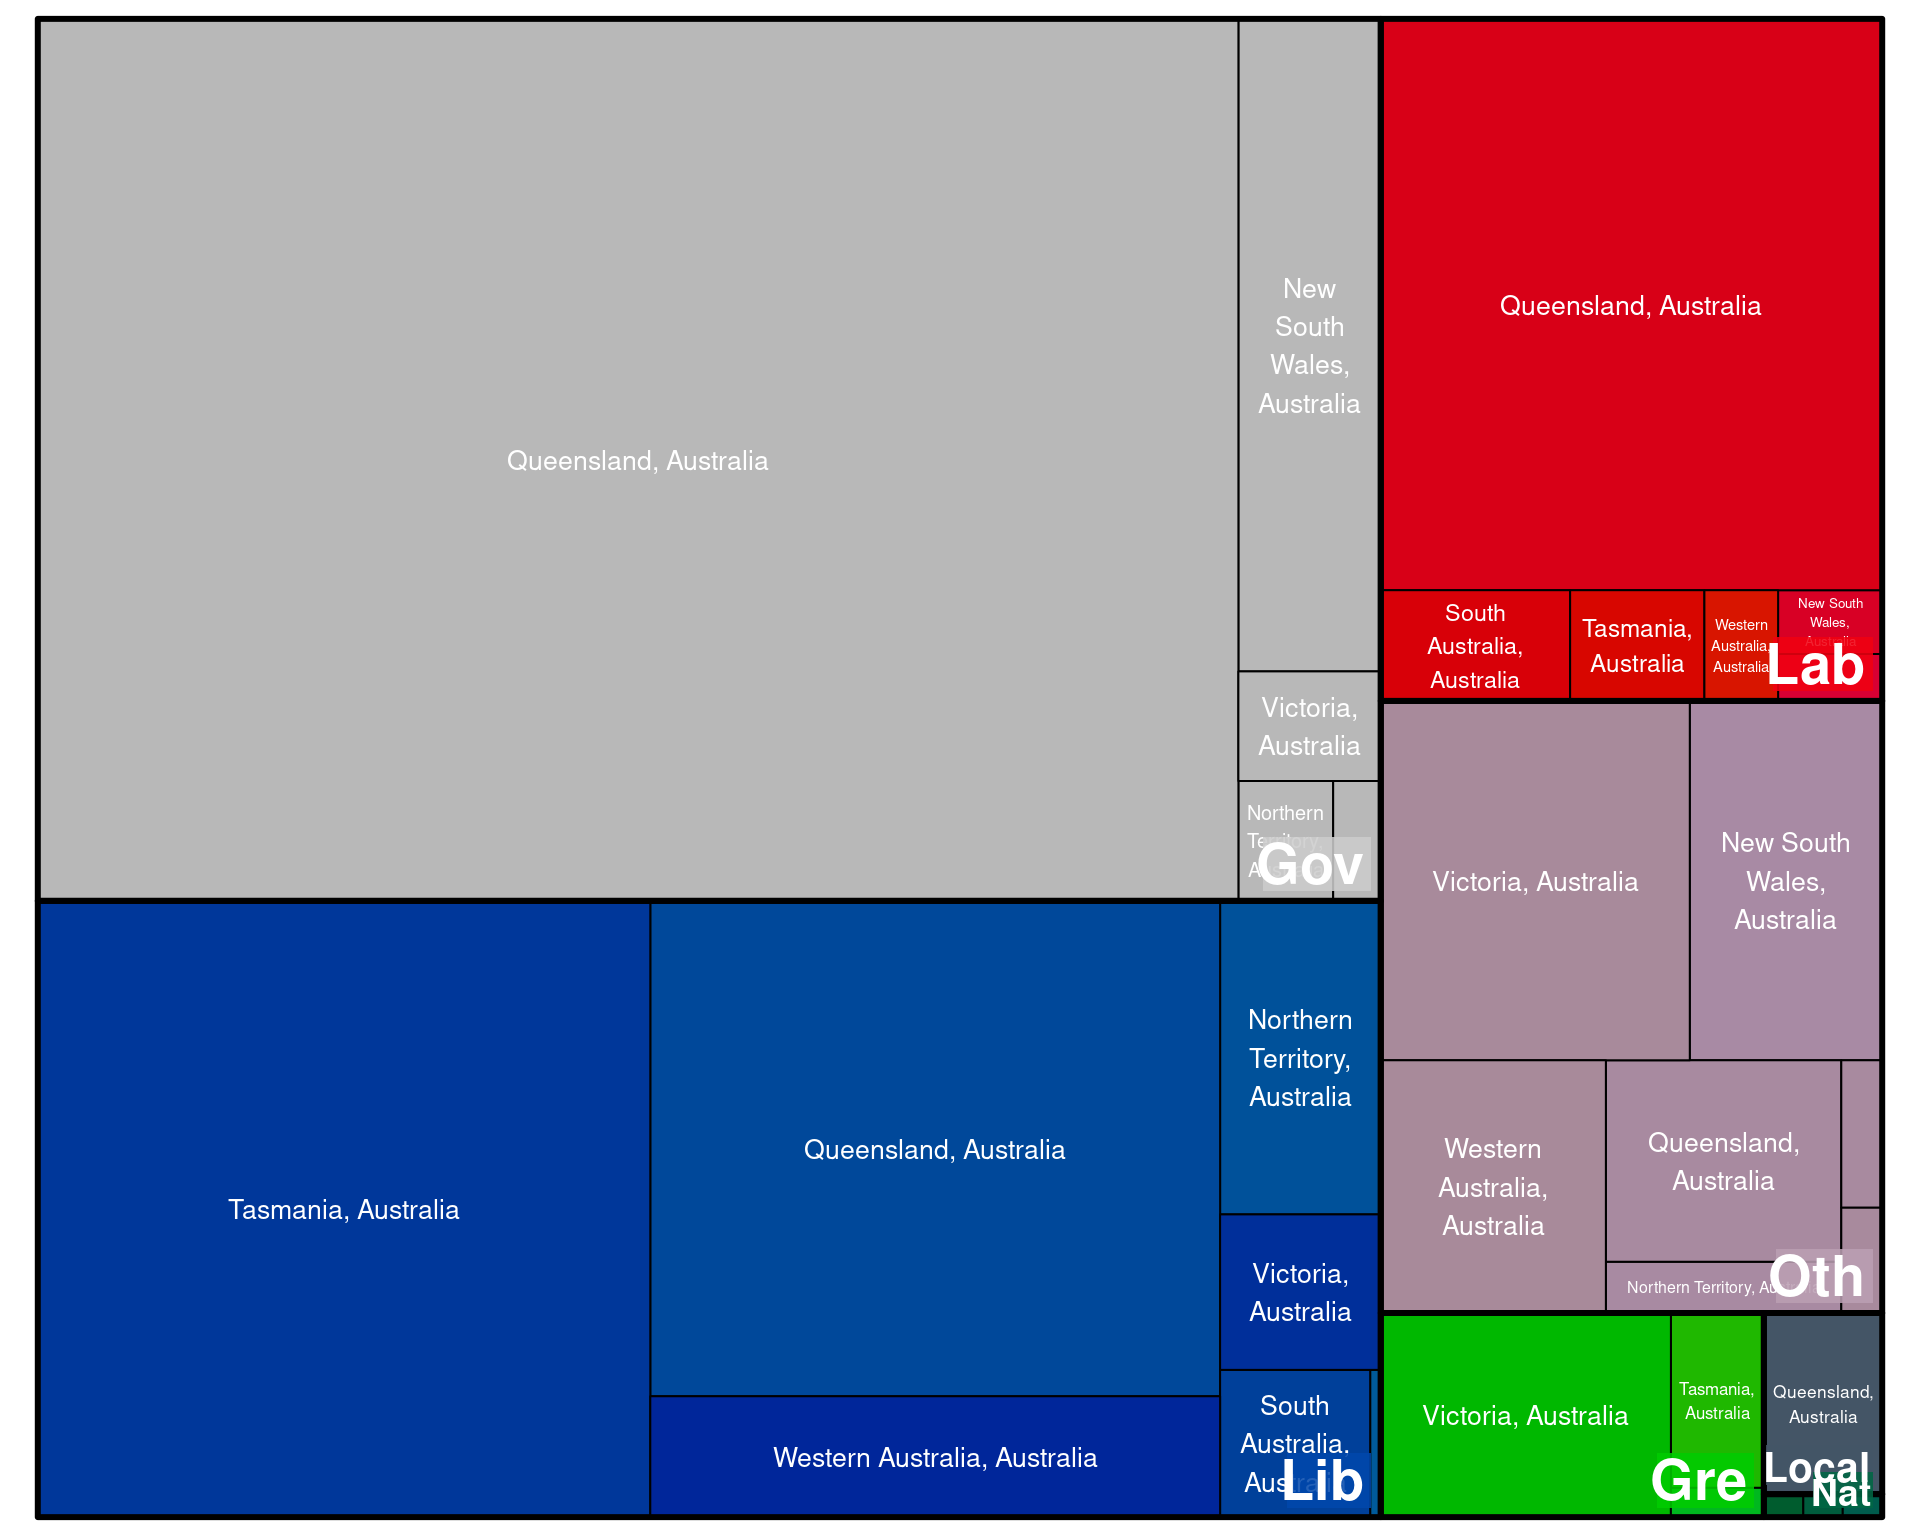 Queensland, Australia
New
South
Wales,
Australia
Victoria,
Australia
Northern
Territory,
Gov
Queensland, Australia
South
Australia,
Australia
Tasmania,
Australia
Western
Australia,
Australia
New South
Wales,
Australia
Lab
Tasmania, Australia
Queensland, Australia
Western Australia, Australia
Northern
Territory,
Australia
Victoria,
Australia
South
Australia,
Australia
Lib
Victoria, Australia
New South
Wales,
Australia
Western
Australia,
Australia
Queensland,
Australia
Northern Territory,
Oth
Victoria, Australia
Tasmania,
Australia
Gre
Queensland,
Australia
Local
Nat